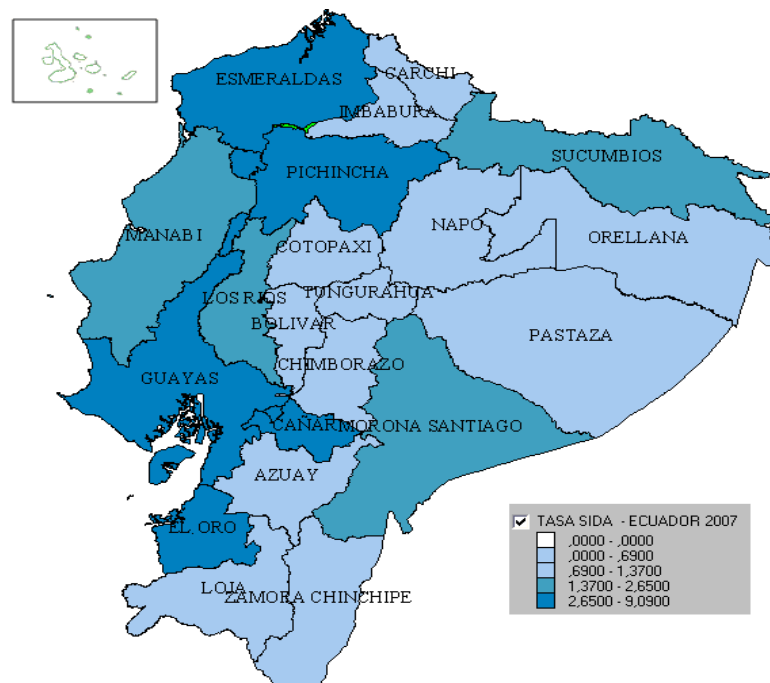 ESMERALDAS
CARCHI
IMBABURA
SUCUMBIOS
PICHINCHA
MANABI
NAPO
ORELLANA
COTOPAXI
LOS RIOS
TUNGURAHUA
BOLIVAR
PASTAZA
CHIMBORAZO
GUAYAS
CAÑAR
MORONA SANTIAGO
AZUAY
EL ORO
LOJA
ZAMORA CHINCHIPE
TASA SIDA - ECUADOR 2007
,0000 - ,0000
,0000 - ,6900
,6900 - 1,3700
1,3700 - 2,6500
2,6500 - 9,0900